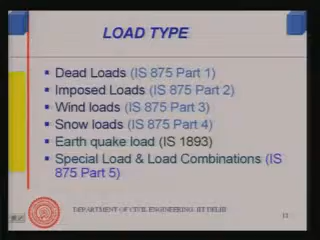 LOAD TYPE
Dead Loads (IS 875 Part 1)
Imposed Loads (IS 875 Part 2)
Wind loads (IS 875 Part 3)
Snow loads (IS 875 Part 4)
Earth quake load (IS 1893)
Special Load & Load Combinations (IS
875 Part 5)
DEPARTMENT OF CIVIL ENGINEERING IIT DELHI